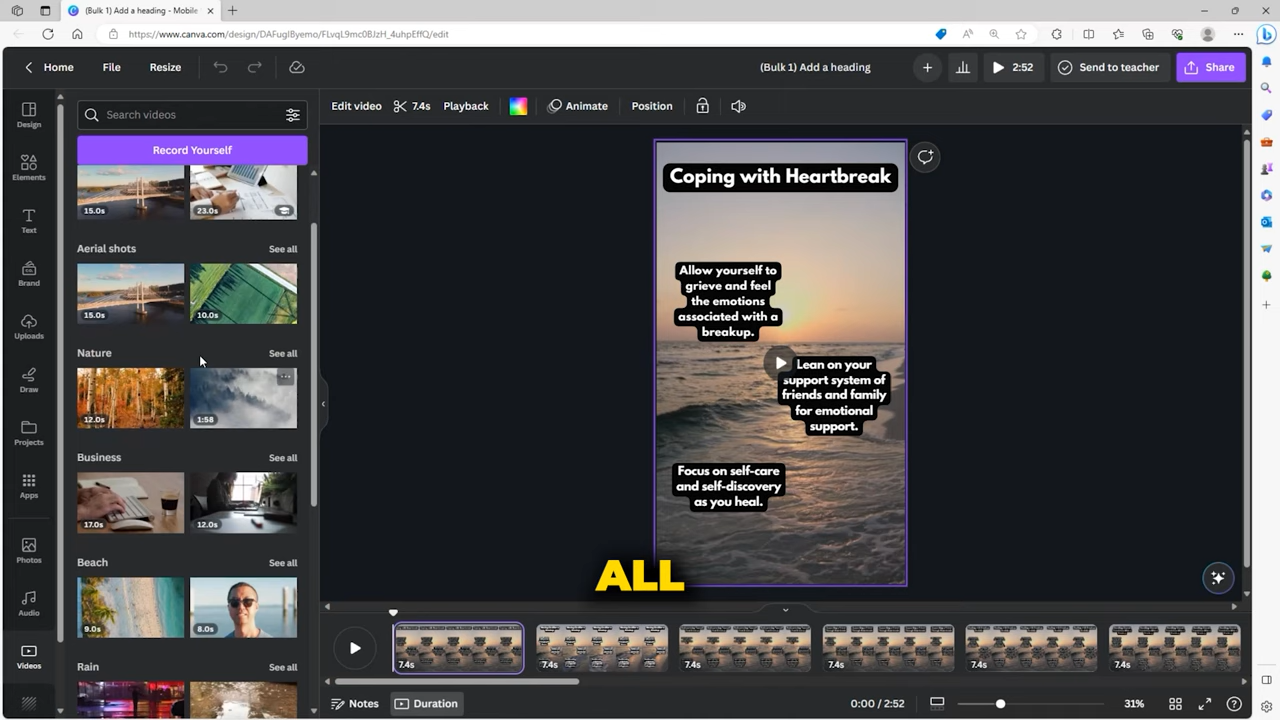 (Bulk 1) Add a heading - Mobile
https://www.canva.com/design/DAFugIByemo/FLvqL9mc0BJzH_4uhpEffQ/edit
Home
File
Resize
(Bulk 1) Add a heading
2:52
Send to teacher
Share
Design
Elements
Text
Brand
Uploads
Draw
Projects
Apps
Photos
Audio
Videos
Search videos
Record Yourself
15.0s
23.0s
Aerial shots
See all
15.0s
10.0s
Nature
See all
12.0s
1:58
Business
See all
17.0s
12.0s
Beach
See all
9.0s
8.0s
Rain
See all
Edit video
7.4s
Playback
Animate
Position
Coping with Heartbreak
Allow yourself to
grieve and feel
the emotions
associated with a
breakup.
Lean on your
support system of
friends and family
for emotional
support.
Focus on self-care
and self-discovery
as you heal.
ALL
7.4s
7.4s
7.4s
7.4s
7.4s
7.4s
Notes
Duration
0:00 / 2:52
31%